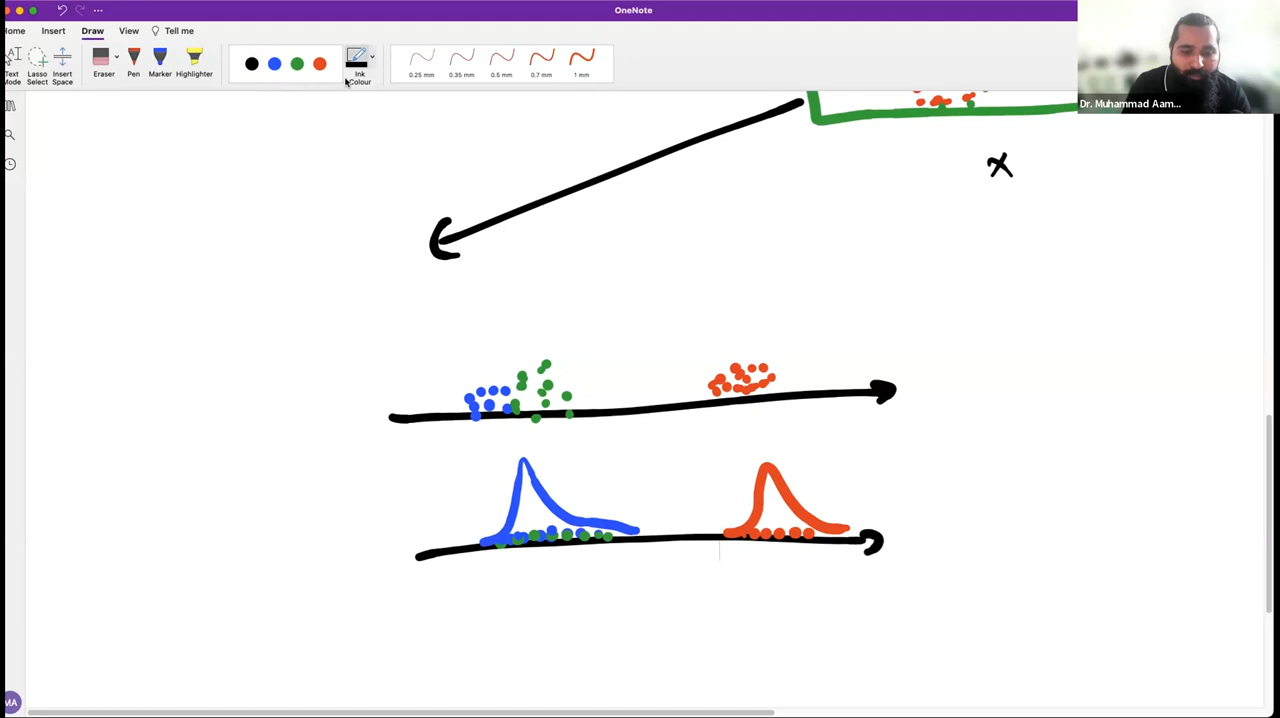 OneNote
Home Insert Draw View Tell me
Text Mode
Lasso Select
Insert Space
Eraser
Pen
Marker
Highlighter
Ink Colour
0.25 mm
0.35 mm
0.5 mm
0.7 mm
1 mm
Dr. Muhammad Aam...
x
MA